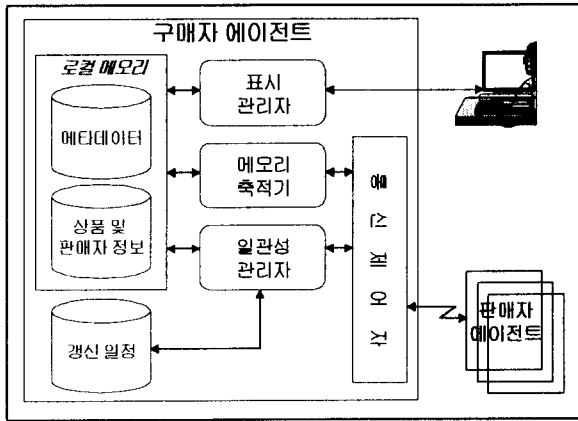 구매자 에이전트
로컬 메모리
메타데이터
상품 및
판매자 정보
갱신 일정
표시
관리자
메모리
축적기
일관성
관리자
통신제어자
판매자
에이전트